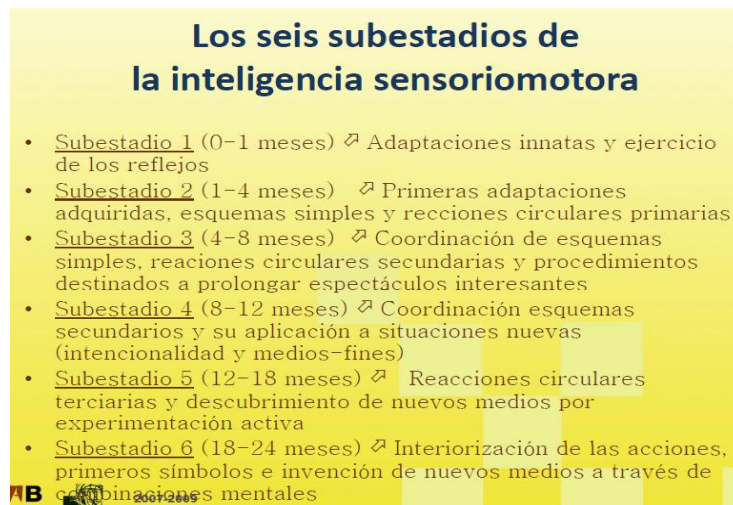 Los seis subestadios de
la inteligencia sensoriomotora
• Subestadio 1 (0-1 meses) ⇗ Adaptaciones innatas y ejercicio
de los reflejos
• Subestadio 2 (1-4 meses) ⇗ Primeras adaptaciones
adquiridas, esquemas simples y recciones circulares primarias
• Subestadio 3 (4-8 meses) ⇗ Coordinación de esquemas
simples, reaciones circulares secundarias y procedimientos
destinados a prolongar espectáculos interesantes
• Subestadio 4 (8-12 meses) ⇗ Coordinación esquemas
secundarios y su aplicación a situaciones nuevas
(intencionalidad y medios-fines)
• Subestadio 5 (12-18 meses) ⇗ Reacciones circulares
terciarias y descubrimiento de nuevos medios por
experimentación activa
• Subestadio 6 (18-24 meses) ⇗ Interiorización de las acciones,
primeros símbolos e invención de nuevos medios a través de
combinaciones mentales
AB 2007-2009